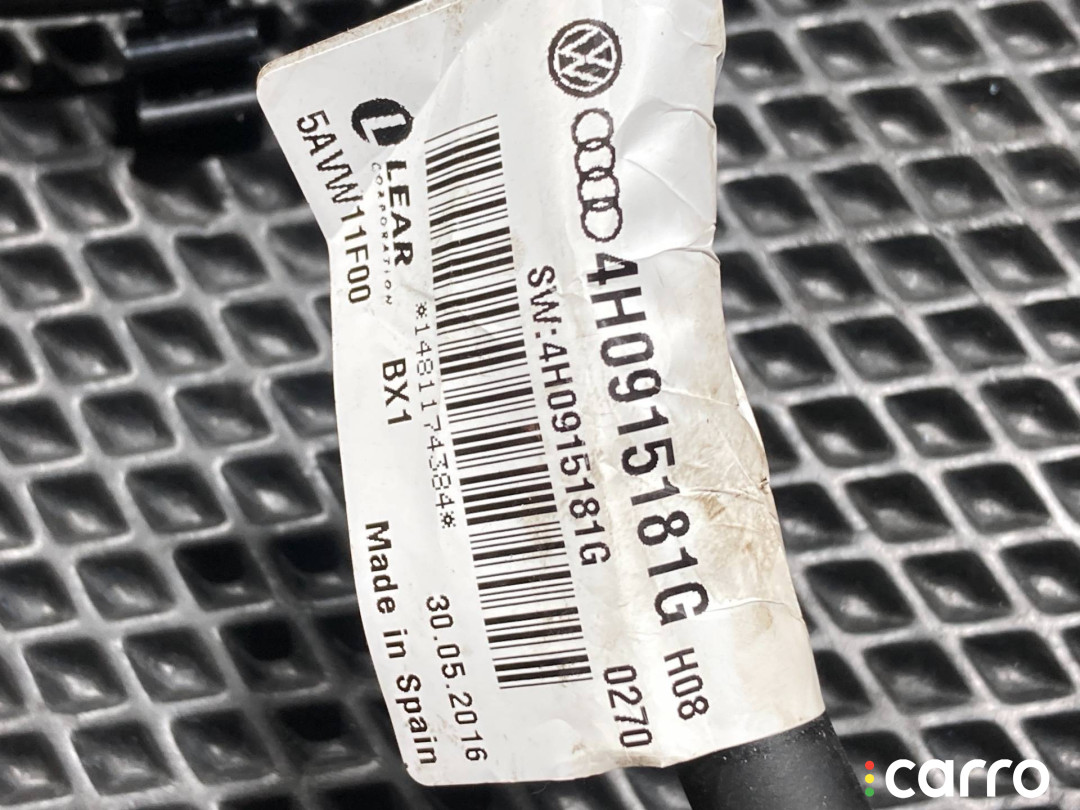 4H0915181G H08
SW:4H0915181G 0270
*1481174384* 30.05.2016
LEAR
CORPORATION
5AVW11F00 BX1 Made in Spain
carro